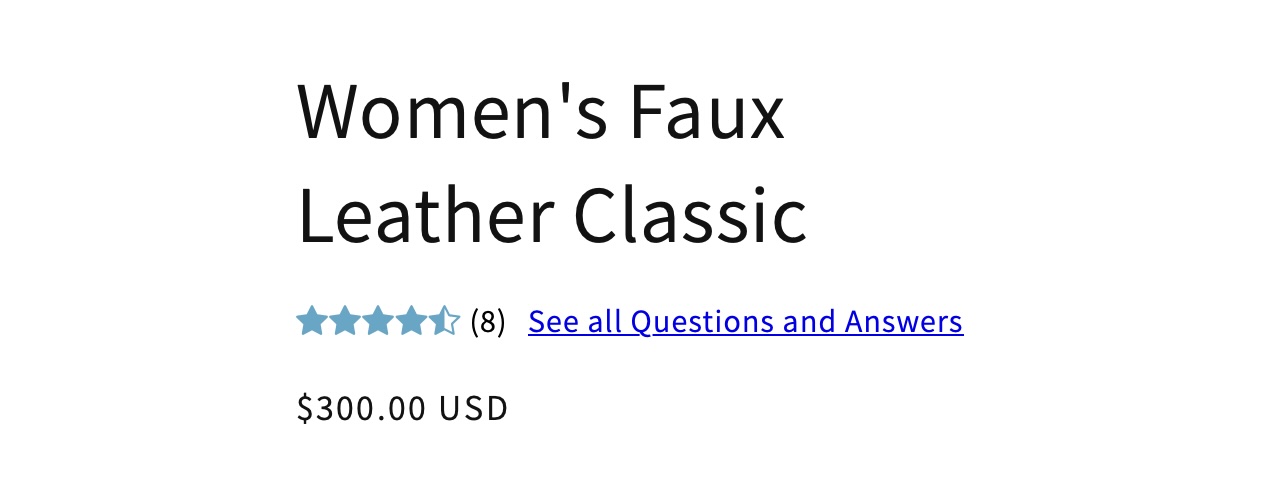 Women's Faux
Leather Classic
(8) See all Questions and Answers
$300.00 USD